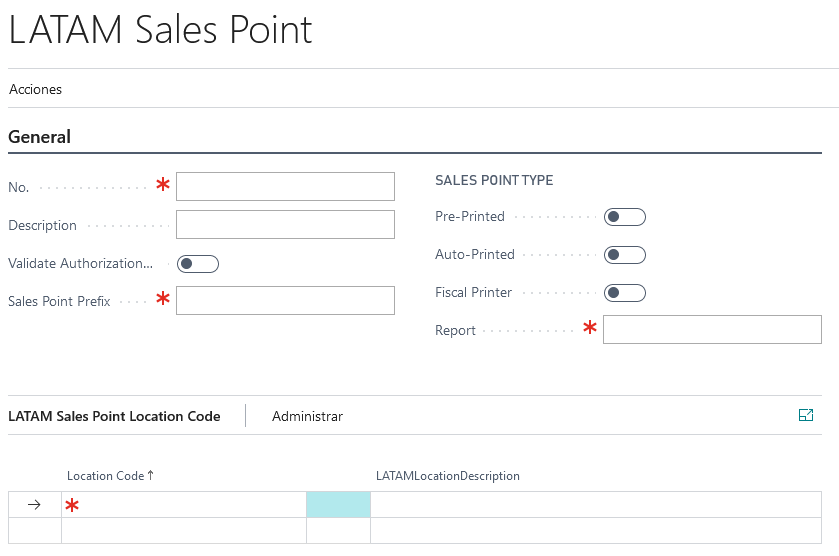 LATAM Sales Point
Acciones
General
No.
Description
Validate Authorization...
Sales Point Prefix
SALES POINT TYPE
Pre-Printed
Auto-Printed
Fiscal Printer
Report
LATAM Sales Point Location Code
Administrar
Location Code ↑
LATAMLocationDescription